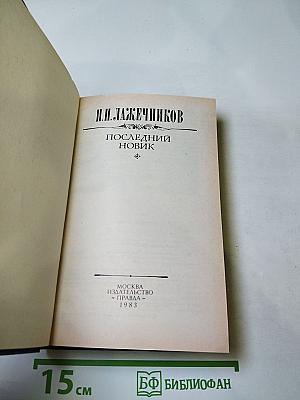 И.И.ЛАЖЕЧНИКОВ
ПОСЛЕДНИЙ
НОВИК
МОСКВА
ИЗДАТЕЛЬСТВО
«ПРАВДА»
1983
15 см
БФ БИБЛИОФАН